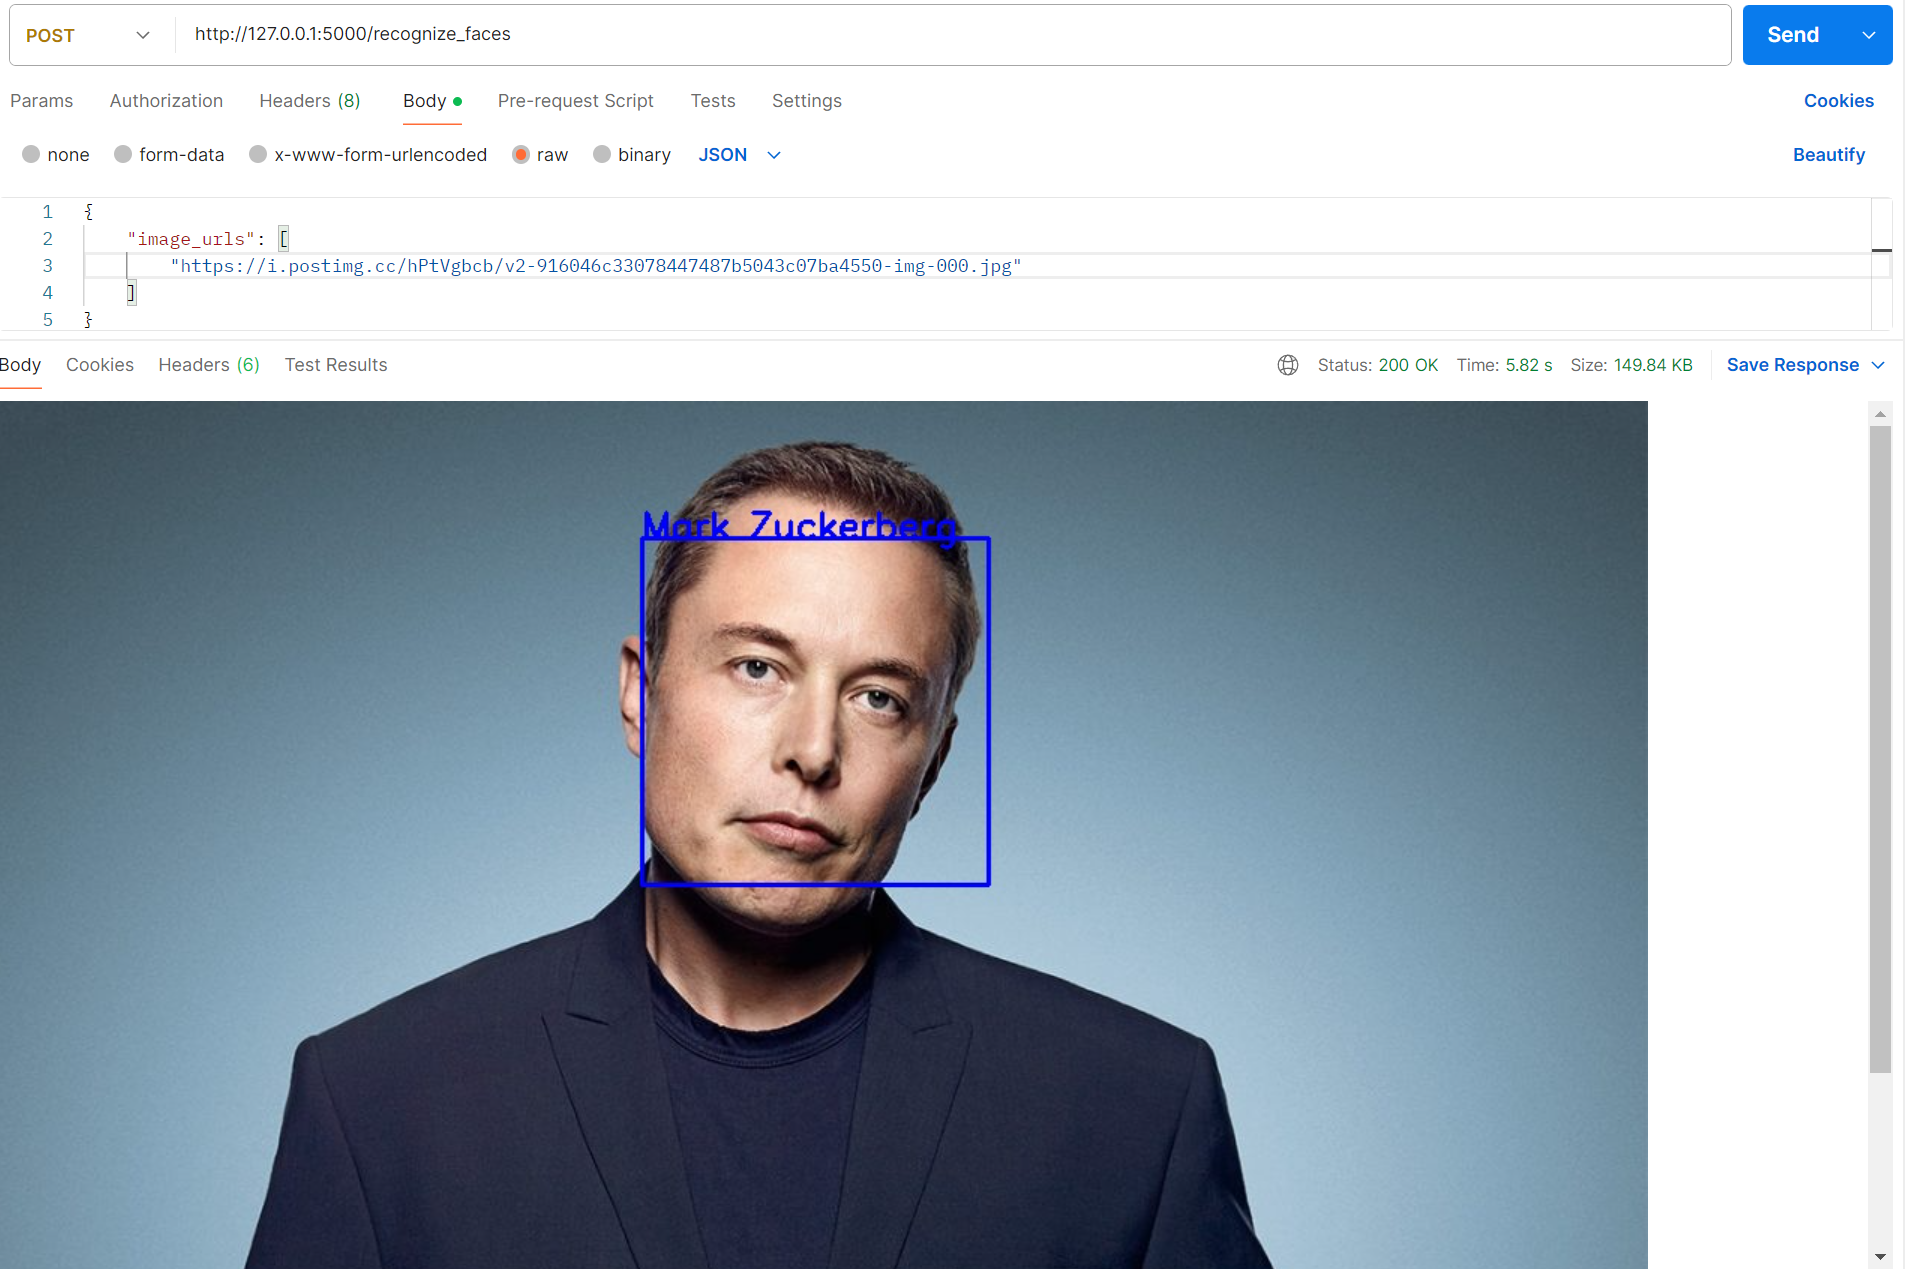 POST
http://127.0.0.1:5000/recognize_faces
Send
Params Authorization Headers (8) Body Pre-request Script Tests Settings Cookies
none form-data x-www-form-urlencoded raw binary JSON Beautify
1 {
2 "image_urls": [
3 "https://i.postimg.cc/hPtVgbcb/v2-916046c33078447487b5043c07ba4550-img-000.jpg"
4 ]
5 }
Body Cookies Headers (6) Test Results Status: 200 OK Time: 5.82 s Size: 149.84 KB Save Response
Mark Zuckerberg